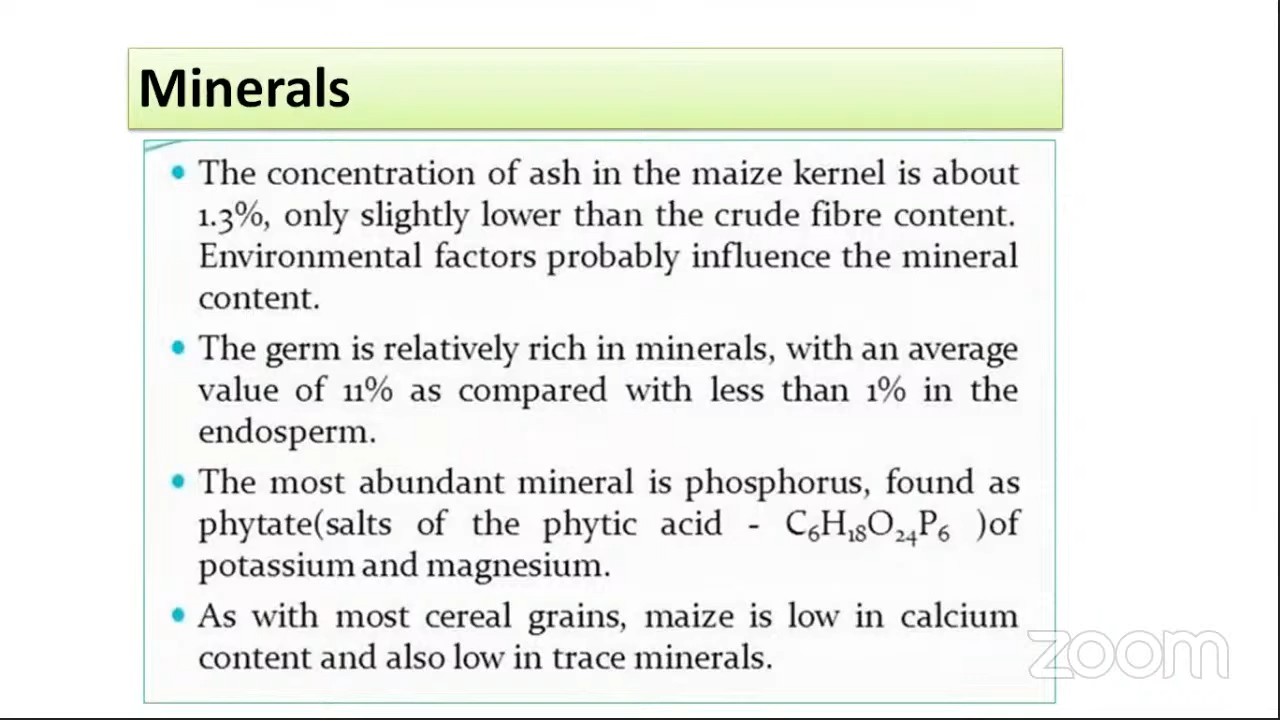 Minerals
• The concentration of ash in the maize kernel is about
1.3%, only slightly lower than the crude fibre content.
Environmental factors probably influence the mineral
content.
• The germ is relatively rich in minerals, with an average
value of 11% as compared with less than 1% in the
endosperm.
• The most abundant mineral is phosphorus, found as
phytate(salts of the phytic acid - C₆H₁₈O₂₄P₆ )of
potassium and magnesium.
• As with most cereal grains, maize is low in calcium
content and also low in trace minerals.
zoom